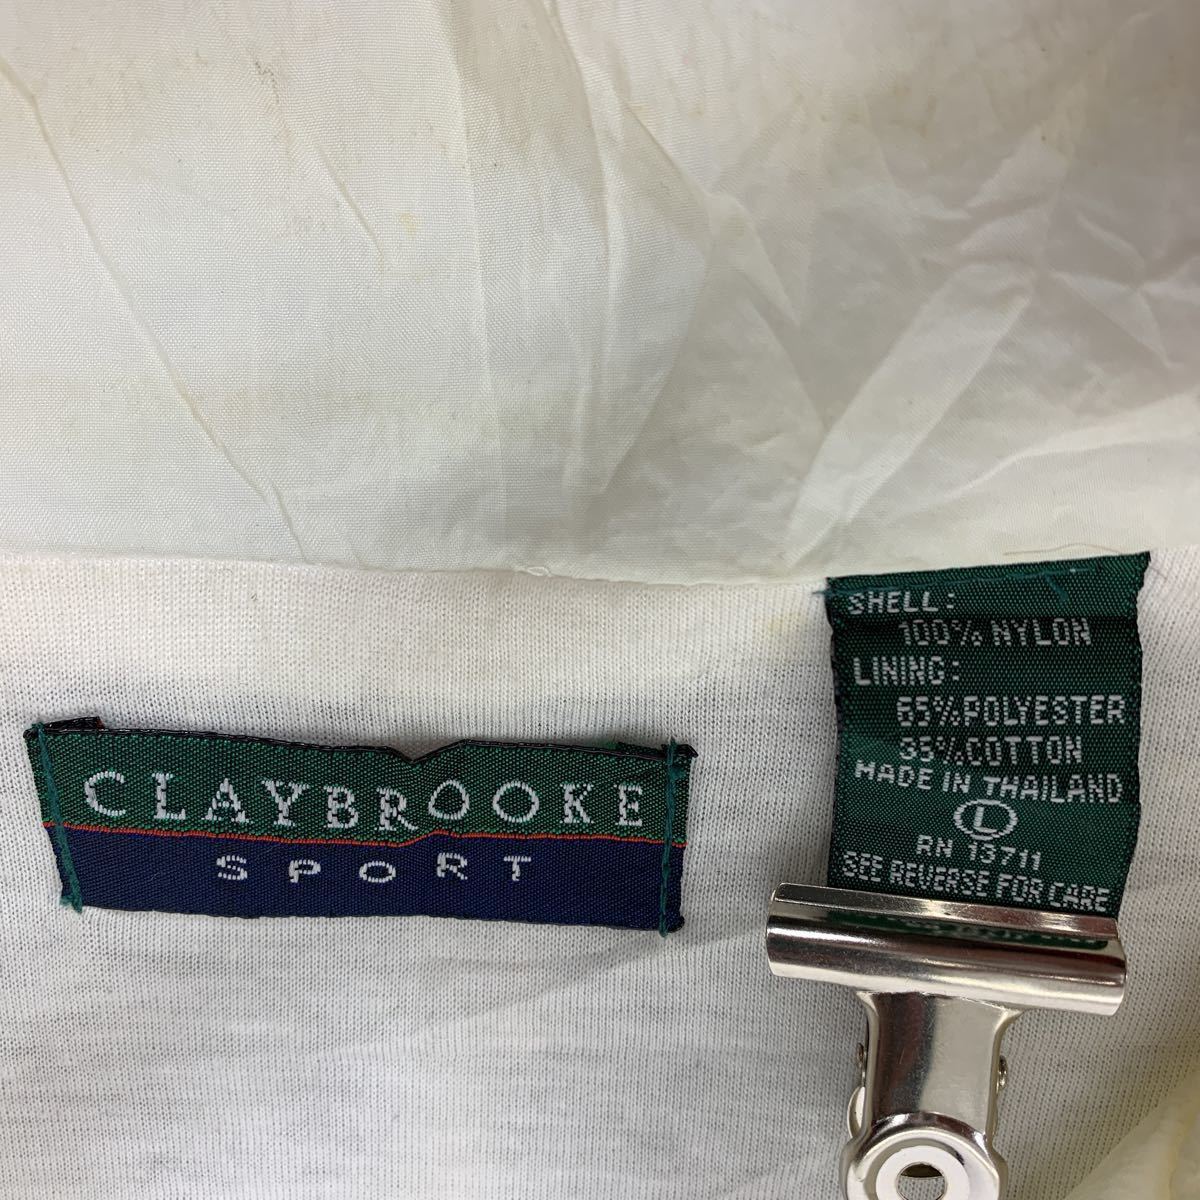 CLAYBROOKE
SPORT
SHELL:
100% NYLON
LINING:
65% POLYESTER
35% COTTON
MADE IN THAILAND
L
RN 13711
SEE REVERSE FOR CARE